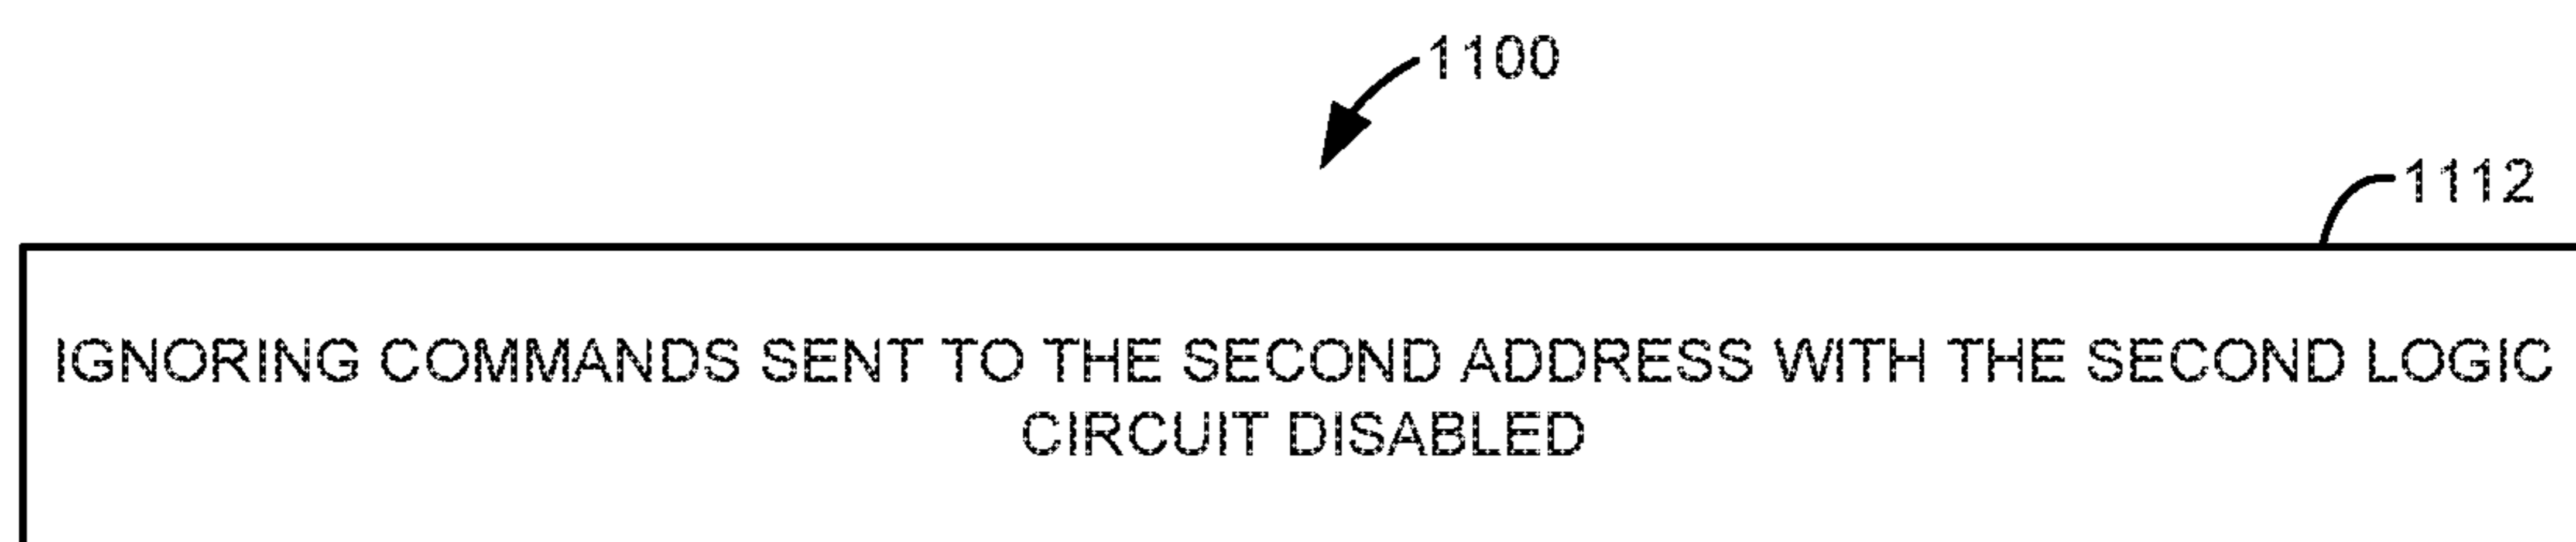 1100
1112
IGNORING COMMANDS SENT TO THE SECOND ADDRESS WITH THE SECOND LOGIC
CIRCUIT DISABLED